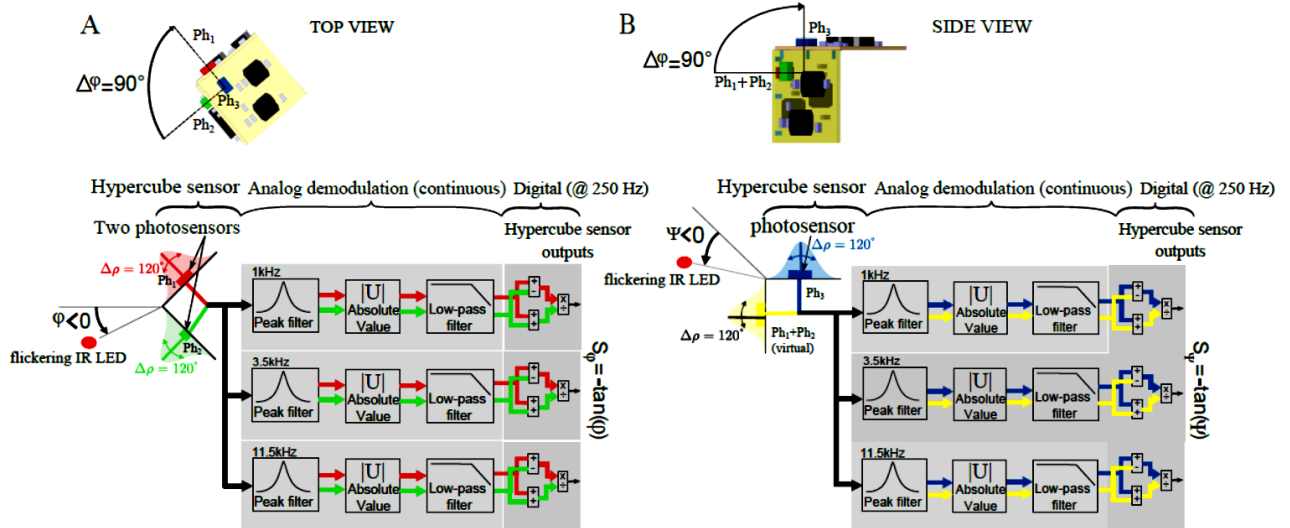 A
TOP VIEW
Ph1
Δφ=90°
Ph3
Ph2
B
SIDE VIEW
Ph3
Δφ=90°
Ph1+Ph2
Hypercube sensor
Analog demodulation (continuous)
Digital (@ 250 Hz)
Two photosensors
Hypercube sensor
outputs
Δρ = 120°
Ph1
φ<0
flickering IR LED
Ph2
Δρ = 120°
1kHz
Peak filter
|U|
Absolute
Value
Low-pass
filter
+
-
+
+
×
÷
3.5kHz
Peak filter
|U|
Absolute
Value
Low-pass
filter
+
-
+
+
×
÷
11.5kHz
Peak filter
|U|
Absolute
Value
Low-pass
filter
+
-
+
+
×
÷
Sφ=-tan(φ)
Hypercube sensor
Analog demodulation (continuous)
Digital (@ 250 Hz)
photosensor
Hypercube sensor
outputs
Ψ<0
Δρ = 120°
flickering IR LED
Ph3
Δρ = 120°
Ph1+Ph2
(virtual)
1kHz
Peak filter
|U|
Absolute
Value
Low-pass
filter
+
-
+
+
×
÷
3.5kHz
Peak filter
|U|
Absolute
Value
Low-pass
filter
+
-
+
+
×
÷
11.5kHz
Peak filter
|U|
Absolute
Value
Low-pass
filter
+
-
+
+
×
÷
SΨ=-tan(Ψ)